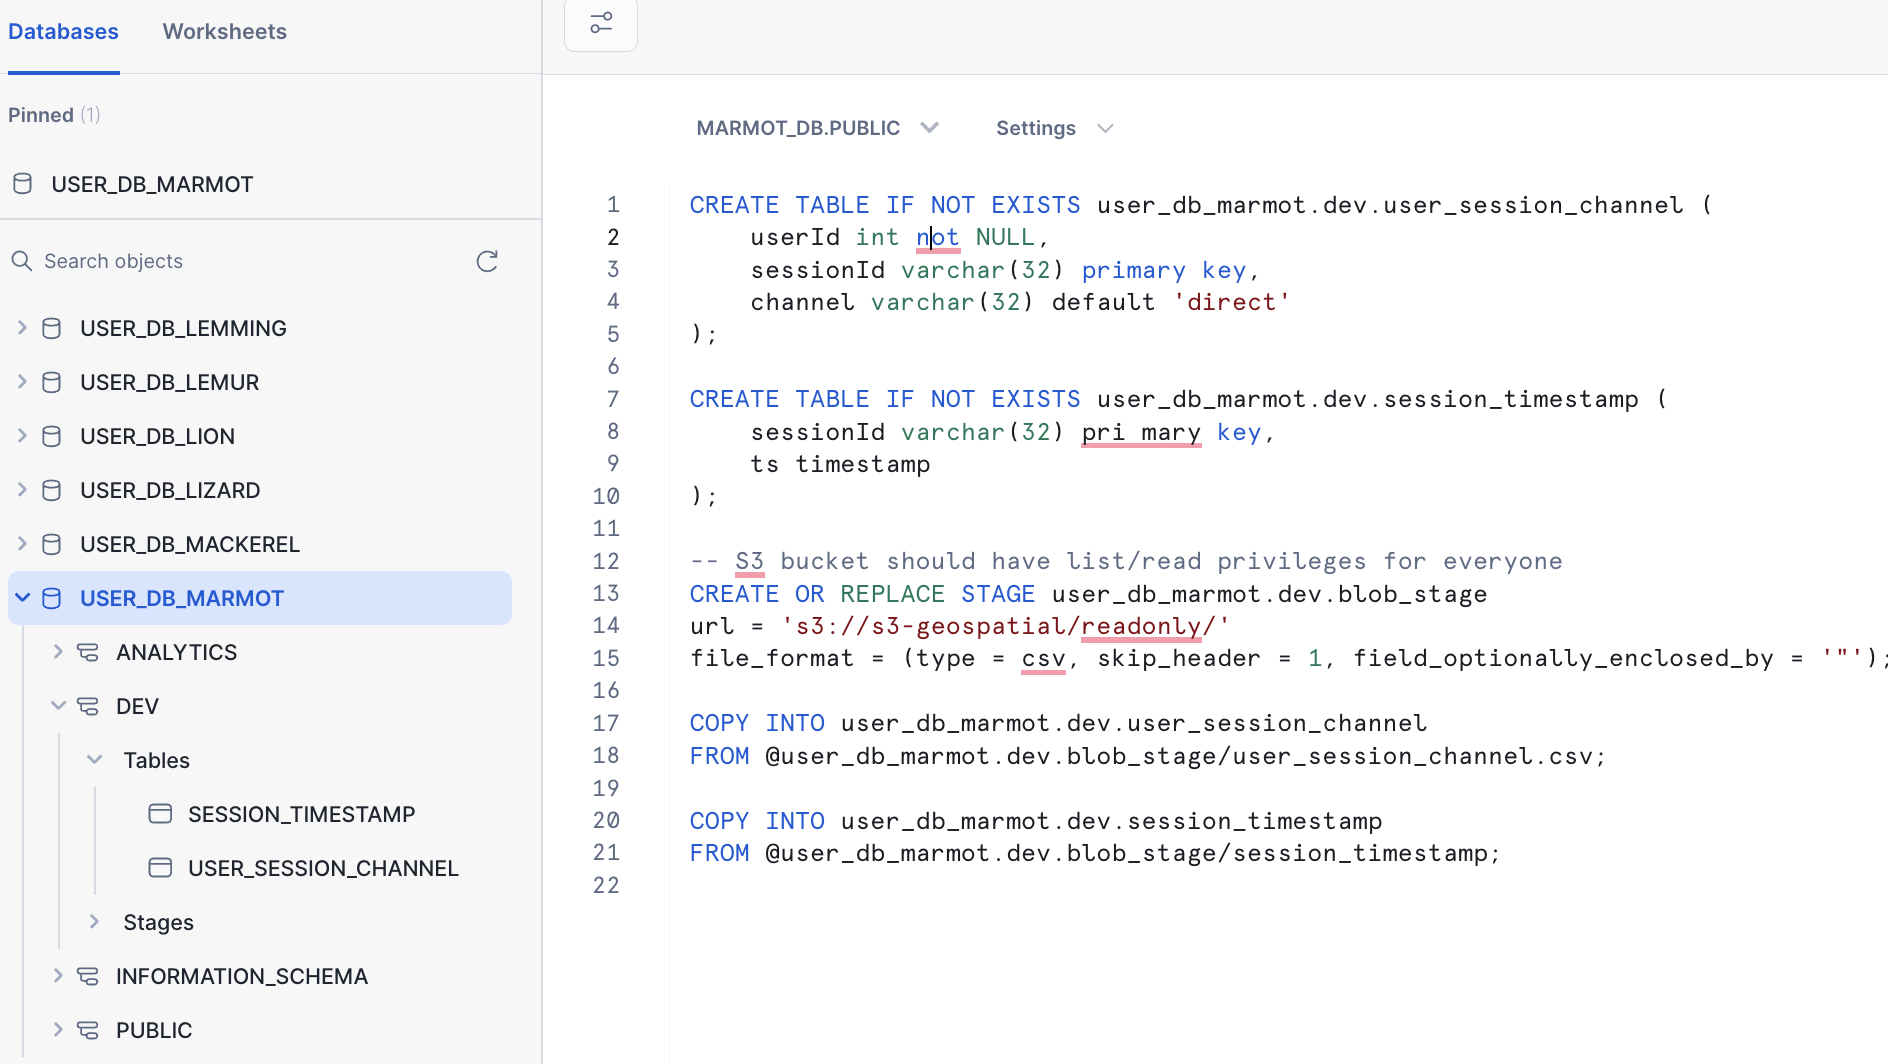 Databases Worksheets
Pinned (1)
USER_DB_MARMOT
Search objects
USER_DB_LEMMING
USER_DB_LEMUR
USER_DB_LION
USER_DB_LIZARD
USER_DB_MACKEREL
USER_DB_MARMOT
ANALYTICS
DEV
Tables
SESSION_TIMESTAMP
USER_SESSION_CHANNEL
Stages
INFORMATION_SCHEMA
PUBLIC
MARMOT_DB.PUBLIC Settings
1 CREATE TABLE IF NOT EXISTS user_db_marmot.dev.user_session_channel (
2     userId int not NULL,
3     sessionId varchar(32) primary key,
4     channel varchar(32) default 'direct'
5 );
6
7 CREATE TABLE IF NOT EXISTS user_db_marmot.dev.session_timestamp (
8     sessionId varchar(32) pri mary key,
9     ts timestamp
10 );
11
12 -- S3 bucket should have list/read privileges for everyone
13 CREATE OR REPLACE STAGE user_db_marmot.dev.blob_stage
14 url = 's3://s3-geospatial/readonly/'
15 file_format = (type = csv, skip_header = 1, field_optionally_enclosed_by = '"');
16
17 COPY INTO user_db_marmot.dev.user_session_channel
18 FROM @user_db_marmot.dev.blob_stage/user_session_channel.csv;
19
20 COPY INTO user_db_marmot.dev.session_timestamp
21 FROM @user_db_marmot.dev.blob_stage/session_timestamp;
22